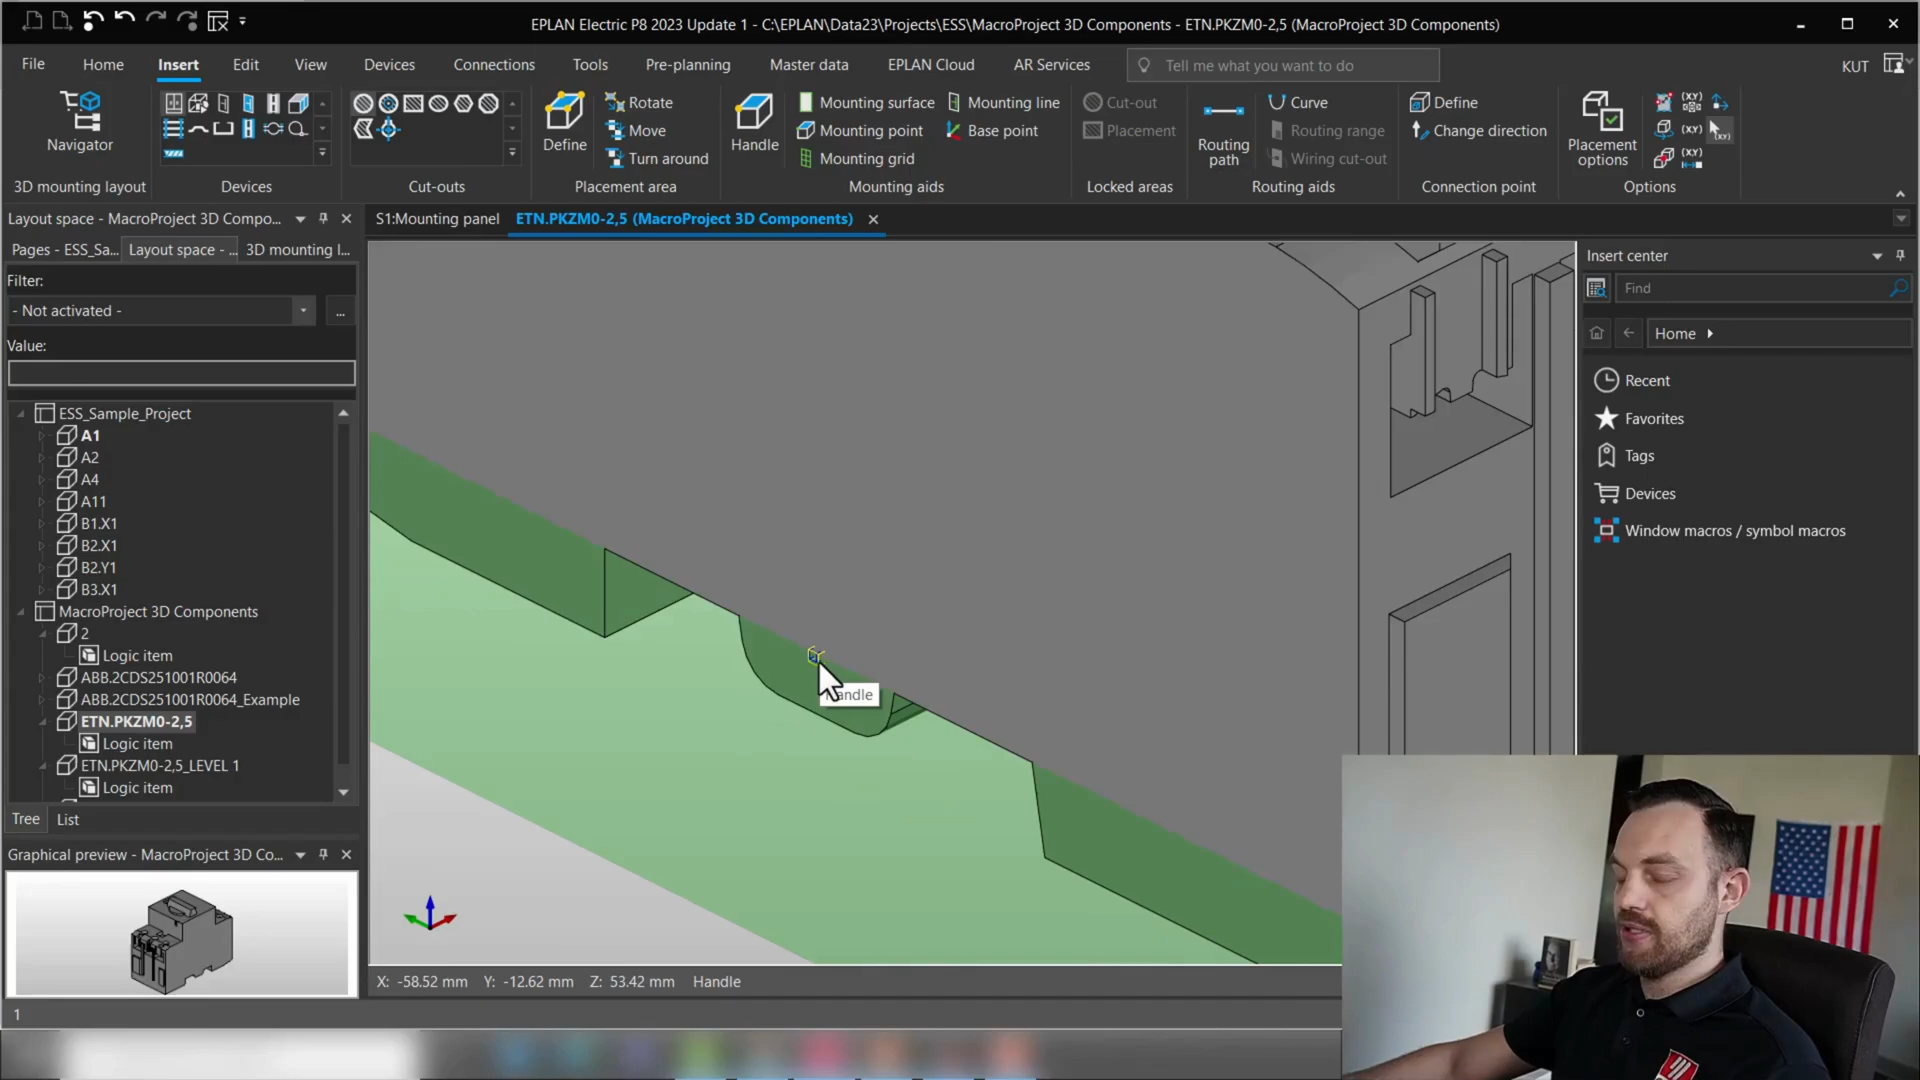 EPLAN Electric P8 2023 Update 1 - C:\EPLAN\Data23\Projects\ESS\MacroProject 3D Components - ETN.PKZM0-2,5 (MacroProject 3D Components)
File Home Insert Edit View Devices Connections Tools Pre-planning Master data EPLAN Cloud AR Services Tell me what you want to do KUT
Navigator
3D mounting layout
Devices
Cut-outs
Define
Rotate
Move
Turn around
Placement area
Handle
Mounting surface
Mounting point
Mounting grid
Mounting line
Base point
Mounting aids
Cut-out
Placement
Locked areas
Routing path
Curve
Routing range
Wiring cut-out
Routing aids
Define
Change direction
Connection point
Placement options
Options
Layout space - MacroProject 3D Compo...
Pages - ESS_Sa... Layout space - ... 3D mounting l...
Filter:
- Not activated -
...
Value:
ESS_Sample_Project
A1
A2
A4
A11
B1.X1
B2.X1
B2.Y1
B3.X1
MacroProject 3D Components
2
Logic item
ABB.2CDS251001R0064
ABB.2CDS251001R0064_Example
ETN.PKZM0-2,5
Logic item
ETN.PKZM0-2,5_LEVEL 1
Logic item
Tree List
Graphical preview - MacroProject 3D Co...
1
S1:Mounting panel ETN.PKZM0-2,5 (MacroProject 3D Components)
Handle
X: -58.52 mm Y: -12.62 mm Z: 53.42 mm Handle
Insert center
Find
Home
Recent
Favorites
Tags
Devices
Window macros / symbol macros